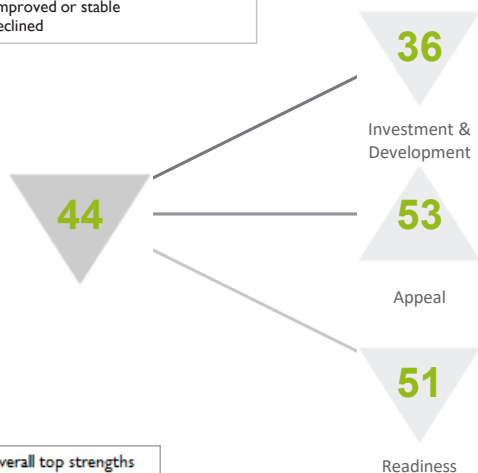 mproved or stable
eclined
36
Investment &
Development
44
53
Appeal
51
verall top strengths
Readiness